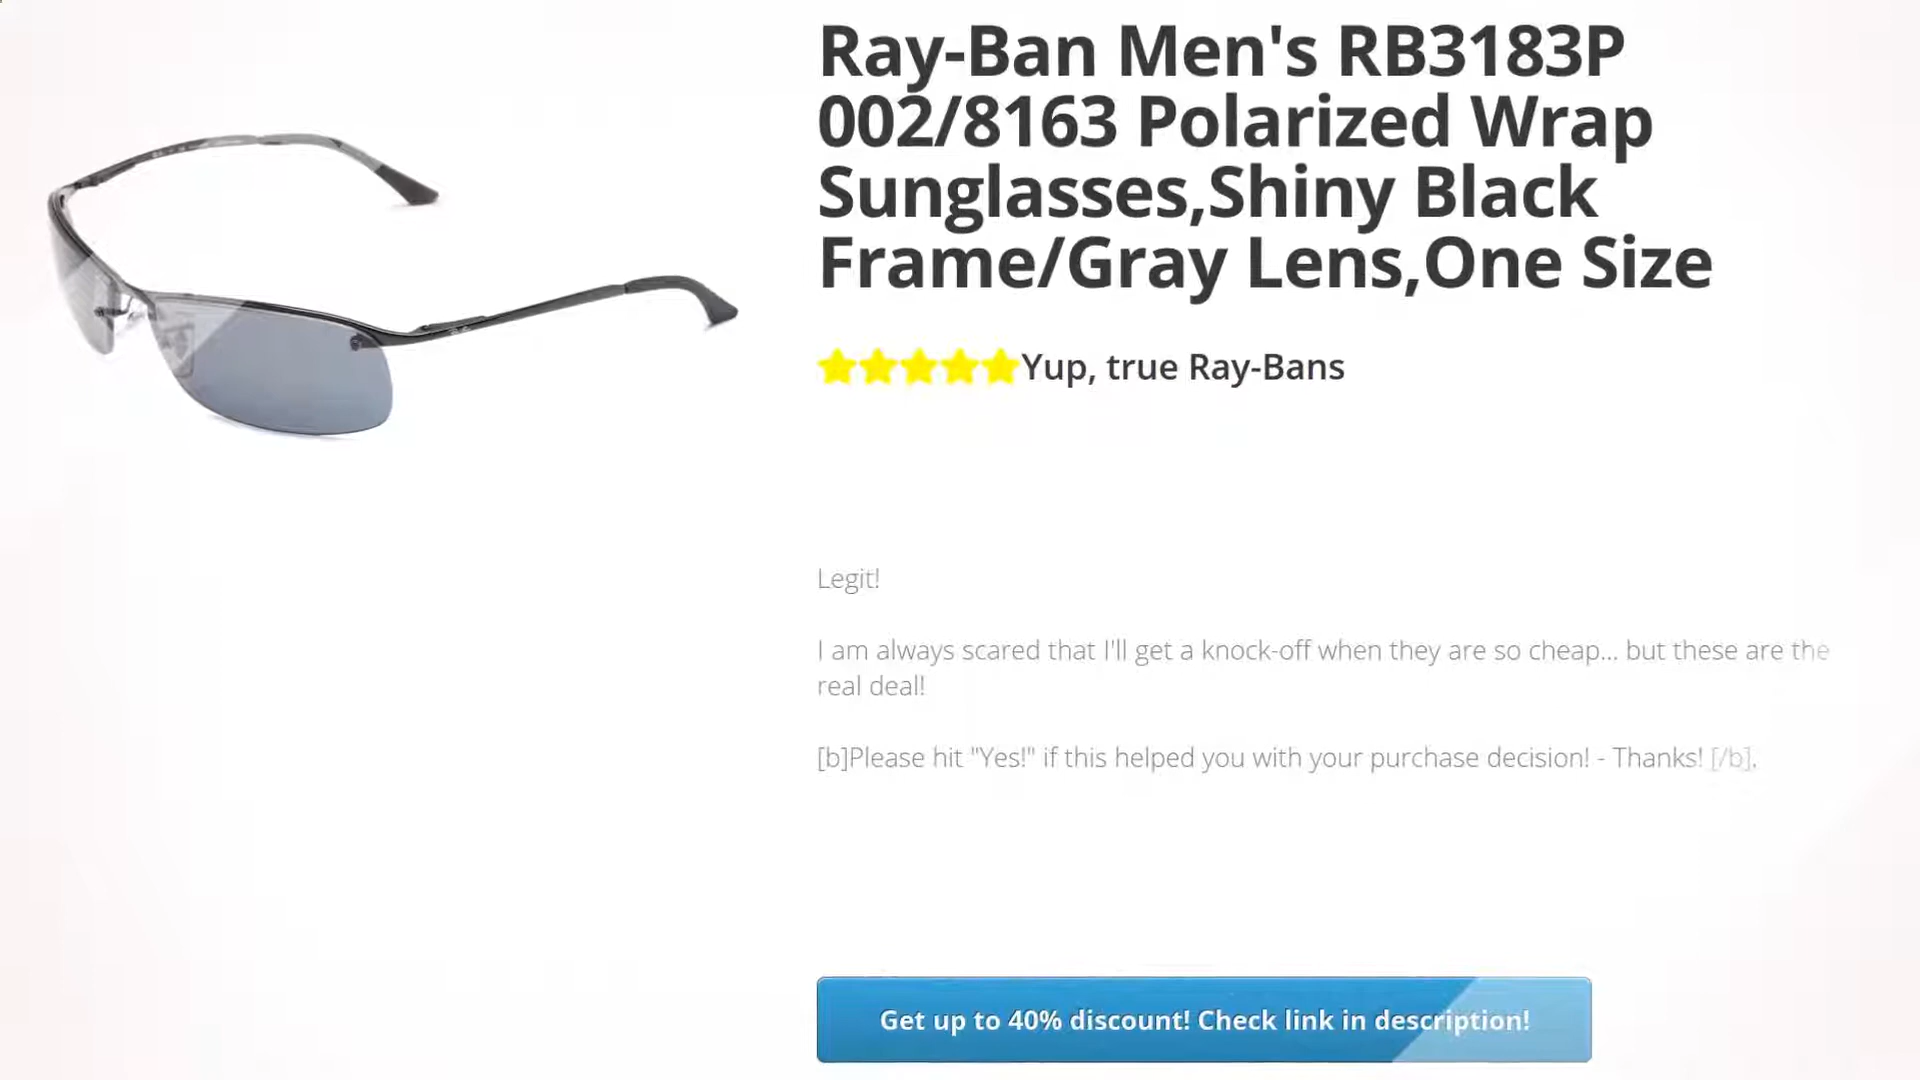 Ray-Ban Men's RB3183P
002/8163 Polarized Wrap
Sunglasses,Shiny Black
Frame/Gray Lens,One Size
Yup, true Ray-Bans
Legit!
I am always scared that I'll get a knock-off when they are so cheap... but these are the
real deal!
[b]Please hit "Yes!" if this helped you with your purchase decision! - Thanks! [/b].
Get up to 40% discount! Check link in description!